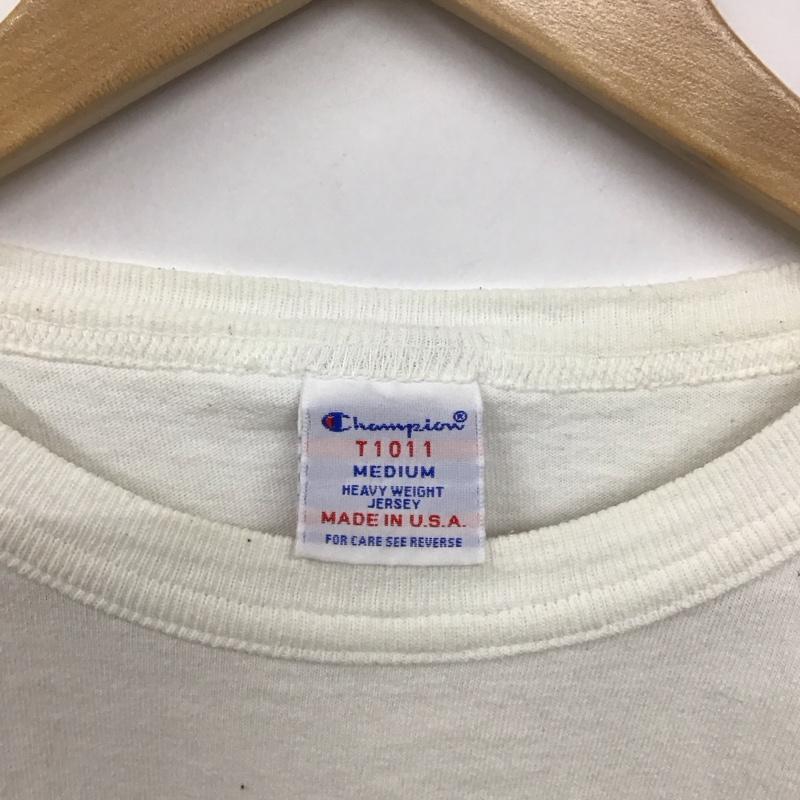 Champion®
T1011
MEDIUM
HEAVY WEIGHT
JERSEY
MADE IN U.S.A.
FOR CARE SEE REVERSE